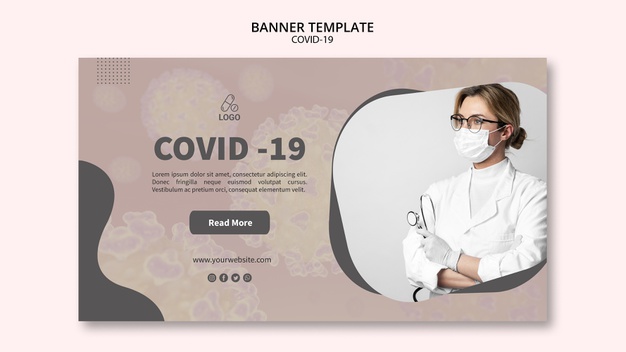 BANNER TEMPLATE
COVID-19
LOGO
COVID -19
Lorem ipsum dolor sit amet, consectetur adipiscing elit.
Donec fringilla neque euismod volutpat cursus.
Vestibulum ac pretium orci, consequat elementum velit.
Read More
www.yourwebsite.com